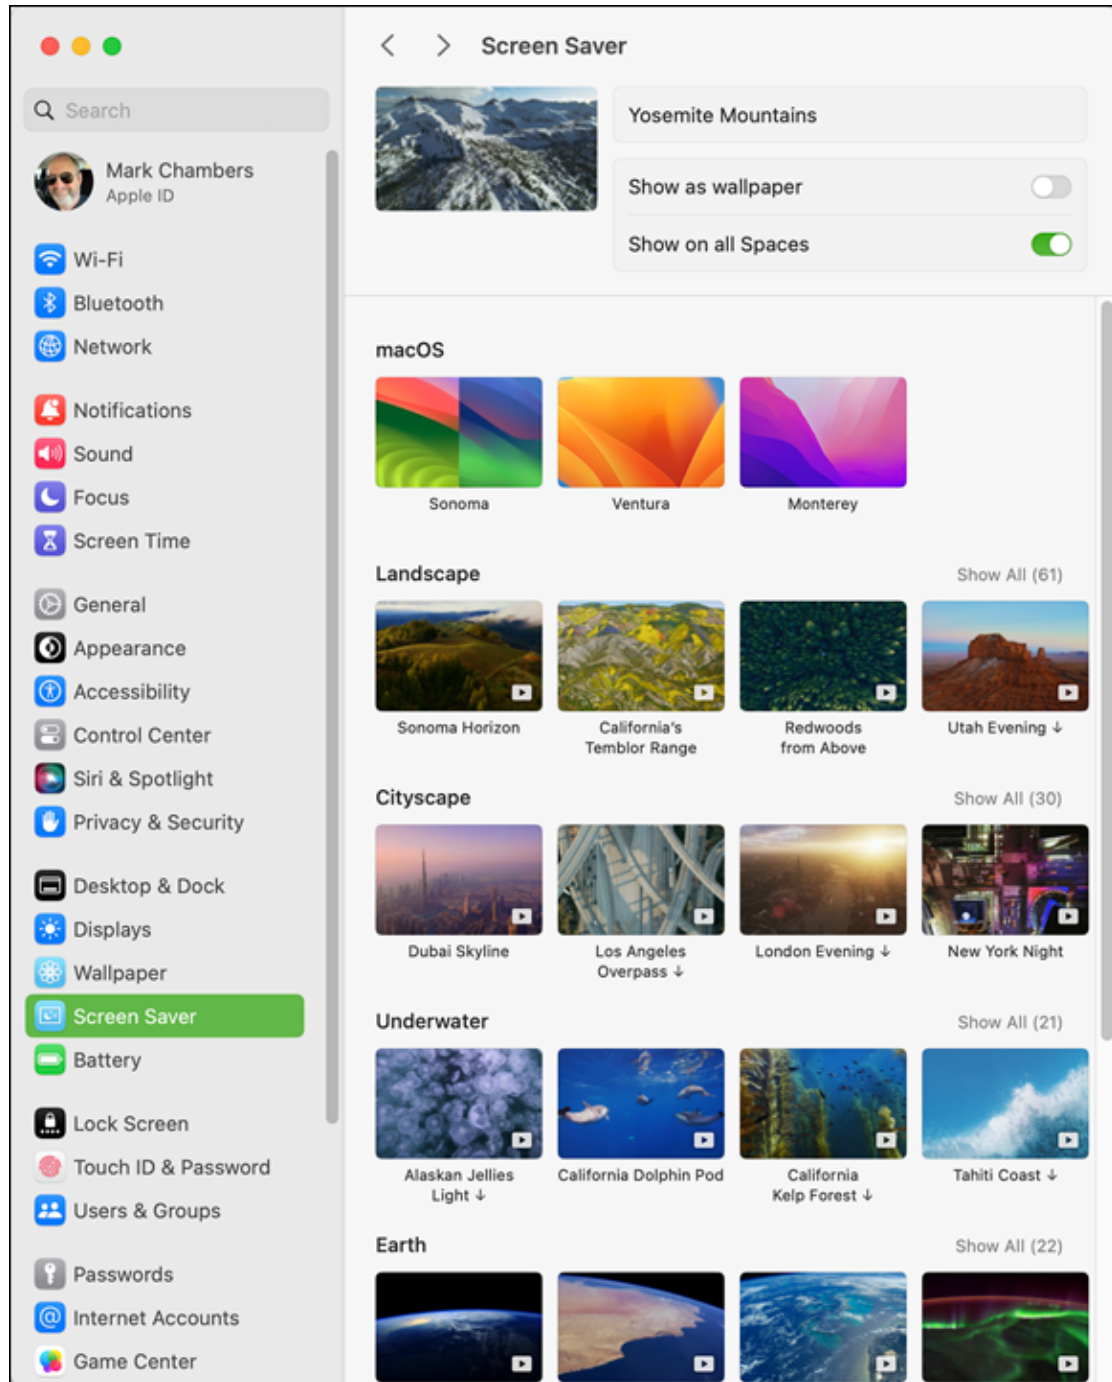 Search
Mark Chambers
Apple ID
Wi-Fi
Bluetooth
Network
Notifications
Sound
Focus
Screen Time
General
Appearance
Accessibility
Control Center
Siri & Spotlight
Privacy & Security
Desktop & Dock
Displays
Wallpaper
Screen Saver
Battery
Lock Screen
Touch ID & Password
Users & Groups
Passwords
Internet Accounts
Game Center
Screen Saver
Yosemite Mountains
Show as wallpaper
Show on all Spaces
macOS
Sonoma
Ventura
Monterey
Landscape
Show All (61)
Sonoma Horizon
California's
Temblor Range
Redwoods
from Above
Utah Evening ↓
Cityscape
Show All (30)
Dubai Skyline
Los Angeles
Overpass ↓
London Evening ↓
New York Night
Underwater
Show All (21)
Alaskan Jellies
Light ↓
California Dolphin Pod
California
Kelp Forest ↓
Tahiti Coast ↓
Earth
Show All (22)